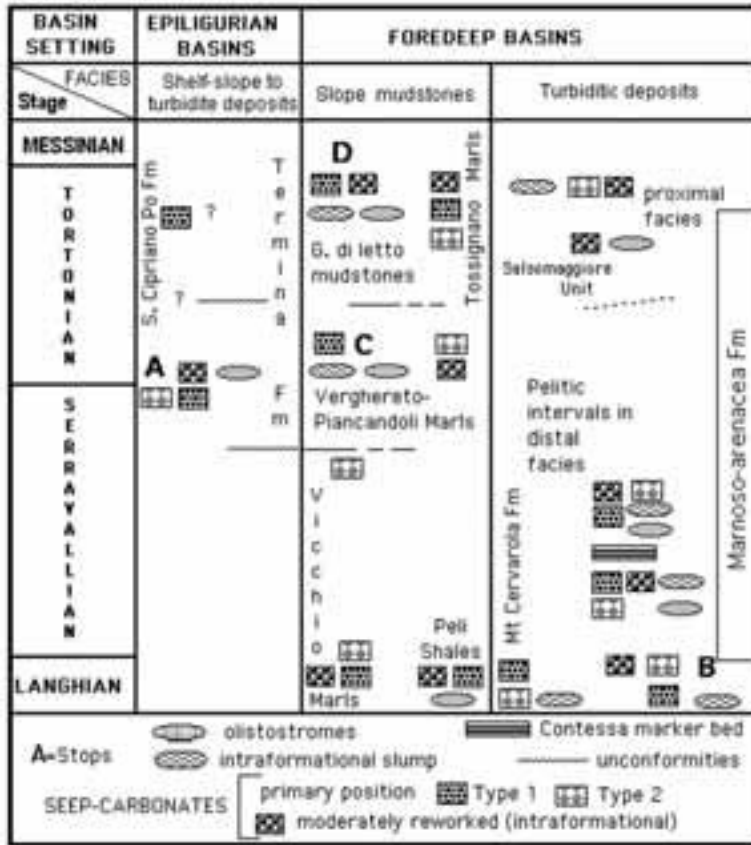 BASIN SETTING
EPILIGURIAN BASINS
FOREDEEP BASINS
FACIES
Stage
Shelf-slope to turbidite deposits
Slope mudstones
Turbiditic deposits
MESSINIAN
TORTONIAN
SERRAVALLIAN
LANGHIAN
S. Cipriano Po Fm
?
?
Termina Fm
A
D
G. di letto
mudstones
Tossignano Marls
C
Verghereto-
Piancandoli Marls
Vicchio
Marls
Peli
Shales
proximal
facies
Salsomaggiore
Unit
Pelitic
intervals in
distal
facies
Mt Cervarola Fm
Marnoso-arenacea Fm
B
A=Stops
olistostromes
Contessa marker bed
intraformational slump
unconformities
SEEP-CARBONATES
primary position
Type 1
Type 2
moderately reworked (intraformational)